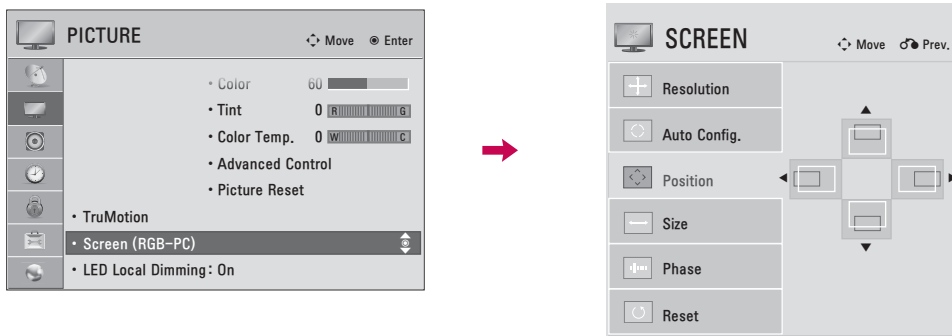 PICTURE
Move
Enter
• Color 60
• Tint 0 R G
• Color Temp. 0 W C
• Advanced Control
• Picture Reset
• TruMotion
• Screen (RGB-PC)
• LED Local Dimming: On
SCREEN
Move
Prev.
Resolution
Auto Config.
Position
Size
Phase
Reset